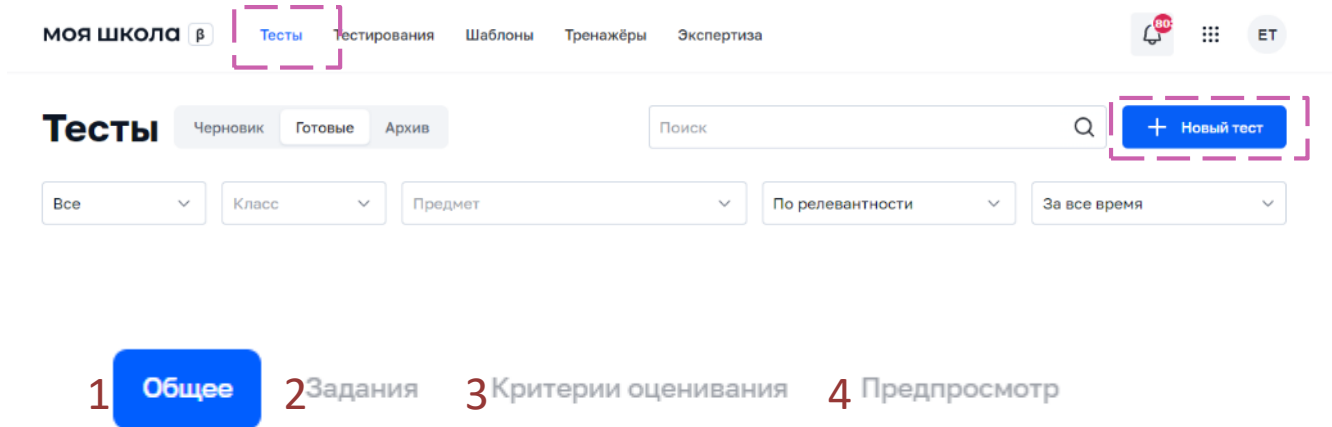 моя школа β Тесты Тестирования Шаблоны Тренажёры Экспертиза 80 ЕТ
Тесты Черновик Готовые Архив Поиск Новый тест
Все Класс Предмет По релевантности За все время
1 Общее 2 Задания 3 Критерии оценивания 4 Предпросмотр